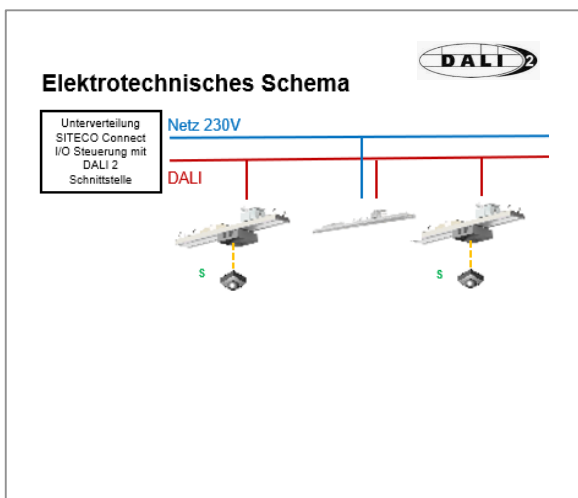 DALI 2
Elektrotechnisches Schema
Unterverteilung
SITECO Connect
I/O Steuerung mit
DALI 2
Schnittstelle
Netz 230V
DALI
S
S